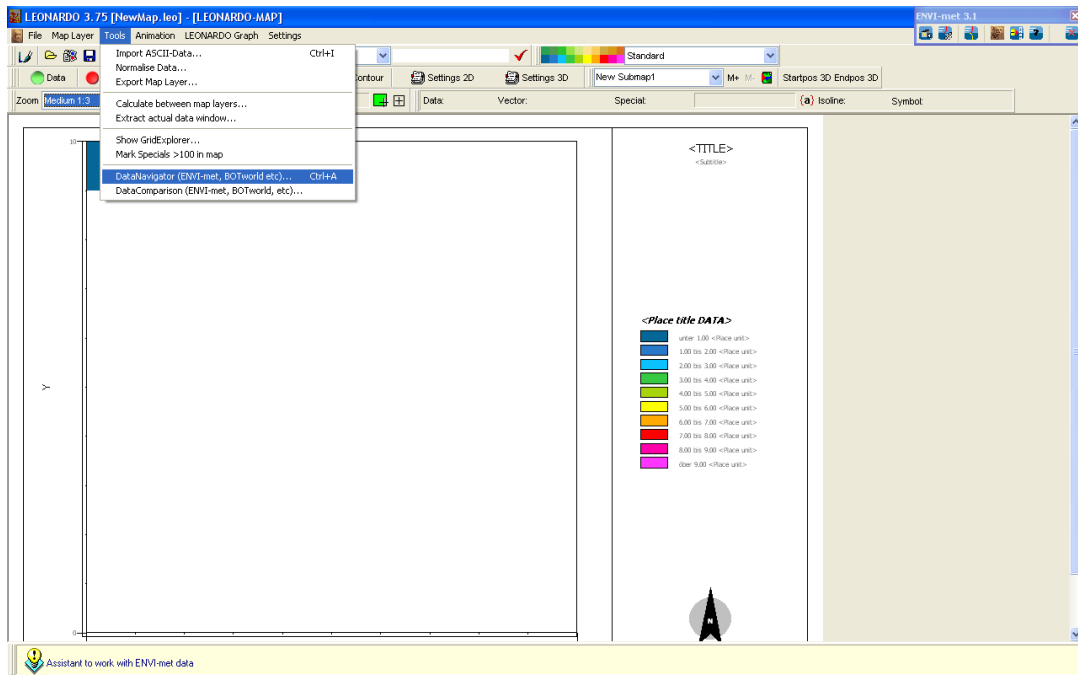 LEONARDO 3.75 [NewMap.leo] - [LEONARDO-MAP]
ENVI-met 3.1
File Map Layer Tools Animation LEONARDO Graph Settings
Import ASCII-Data... Ctrl+I
Normalise Data...
Export Map Layer...
Calculate between map layers...
Extract actual data window...
Show GridExplorer...
Mark Specials >100 in map
DataNavigator (ENVI-met, BOTworld etc)... Ctrl+A
DataComparison (ENVI-met, BOTworld, etc)...
Standard
Data
ontour
Settings 2D
Settings 3D
New Submap1
M+ M-
Startpos 3D Endpos 3D
Zoom Medium 1:3
Data:
Vector:
Special:
{a} Isoline:
Symbol:
10
Y
0
<TITLE>
<Subtitle>
<Place title DATA>
unter 1.00 <Place unit>
1.00 bis 2.00 <Place unit>
2.00 bis 3.00 <Place unit>
3.00 bis 4.00 <Place unit>
4.00 bis 5.00 <Place unit>
5.00 bis 6.00 <Place unit>
6.00 bis 7.00 <Place unit>
7.00 bis 8.00 <Place unit>
8.00 bis 9.00 <Place unit>
über 9.00 <Place unit>
N
Assistant to work with ENVI-met data